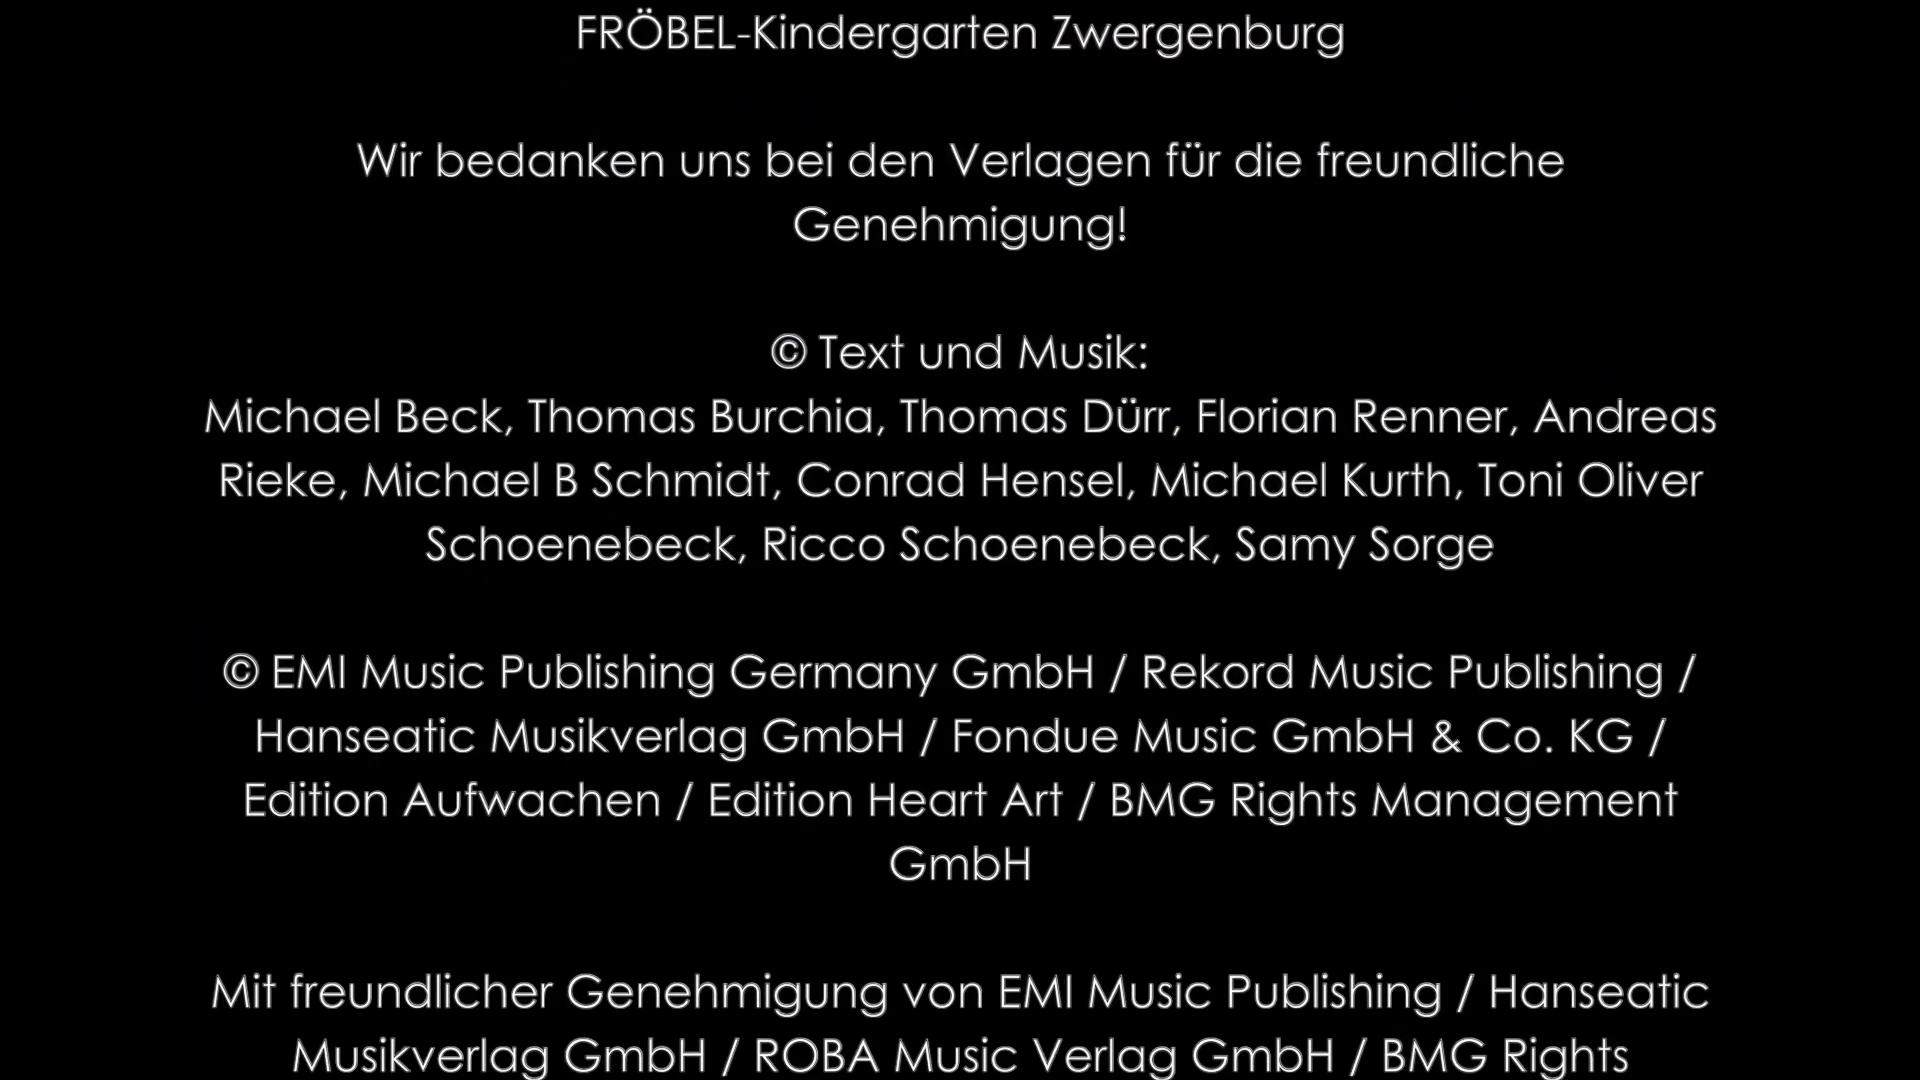 FRÖBEL-Kindergarten Zwergenburg
Wir bedanken uns bei den Verlagen für die freundliche
Genehmigung!
© Text und Musik:
Michael Beck, Thomas Burchia, Thomas Dürr, Florian Renner, Andreas
Rieke, Michael B Schmidt, Conrad Hensel, Michael Kurth, Toni Oliver
Schoenebeck, Ricco Schoenebeck, Samy Sorge
© EMI Music Publishing Germany GmbH / Rekord Music Publishing /
Hanseatic Musikverlag GmbH / Fondue Music GmbH & Co. KG /
Edition Aufwachen / Edition Heart Art / BMG Rights Management
GmbH
Mit freundlicher Genehmigung von EMI Music Publishing / Hanseatic
Musikverlag GmbH / ROBA Music Verlag GmbH / BMG Rights